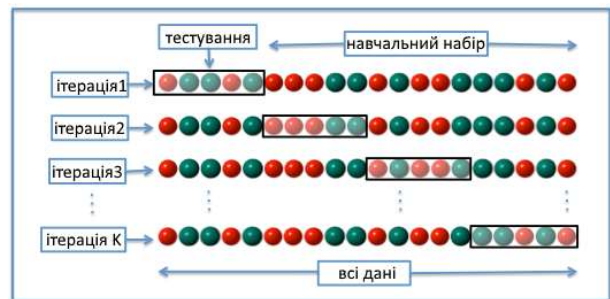 тестування
навчальний набір
ітерація1
ітерація2
ітерація3
ітерація K
всі дані